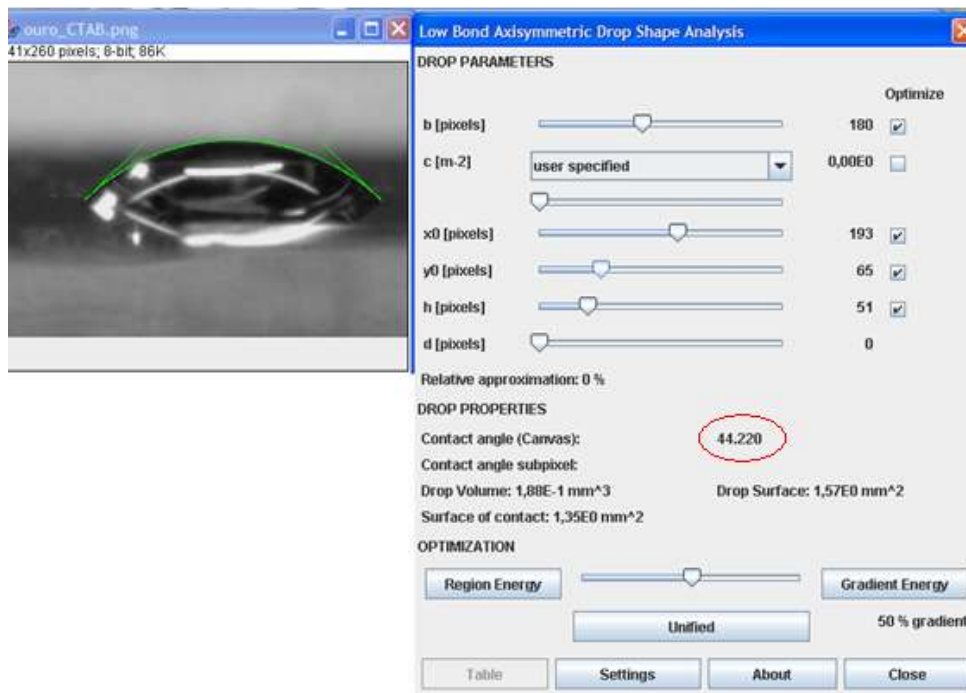 ouro_CTAB.png
41x260 pixels; 8-bit; 86K
Low Bond Axisymmetric Drop Shape Analysis
DROP PARAMETERS
Optimize
b [pixels] 180
c [m-2] user specified 0,00E0
x0 [pixels] 193
y0 [pixels] 65
h [pixels] 51
d [pixels] 0
Relative approximation: 0 %
DROP PROPERTIES
Contact angle (Canvas): 44.220
Contact angle subpixel:
Drop Volume: 1,88E-1 mm^3 Drop Surface: 1,57E0 mm^2
Surface of contact: 1,35E0 mm^2
OPTIMIZATION
Region Energy Gradient Energy
Unified 50 % gradient
Table Settings About Close